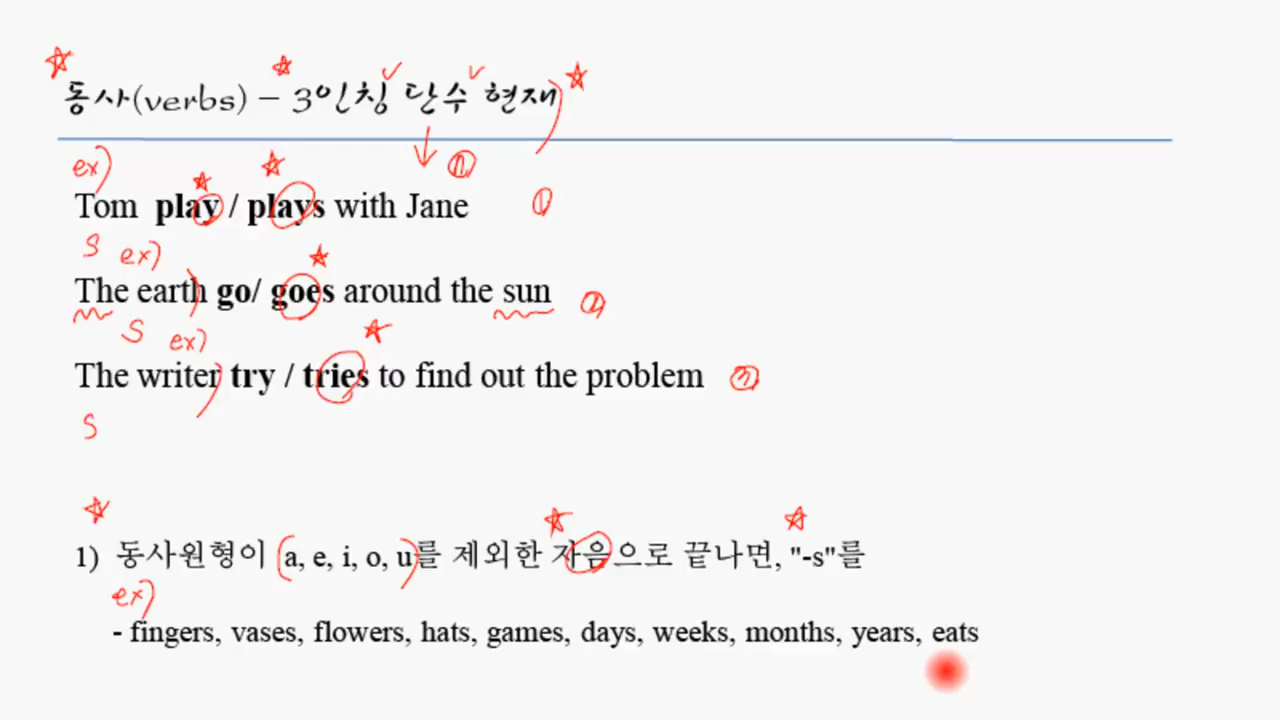 동사(verbs) – 3인칭 단수 현재
ex)
Tom play / plays with Jane ①
S ex)
The earth go/ goes around the sun ②
S ex)
The writer try / tries to find out the problem ③
S
1) 동사원형이 (a, e, i, o, u)를 제외한 자음으로 끝나면, "-s"를
ex)
- fingers, vases, flowers, hats, games, days, weeks, months, years, eats